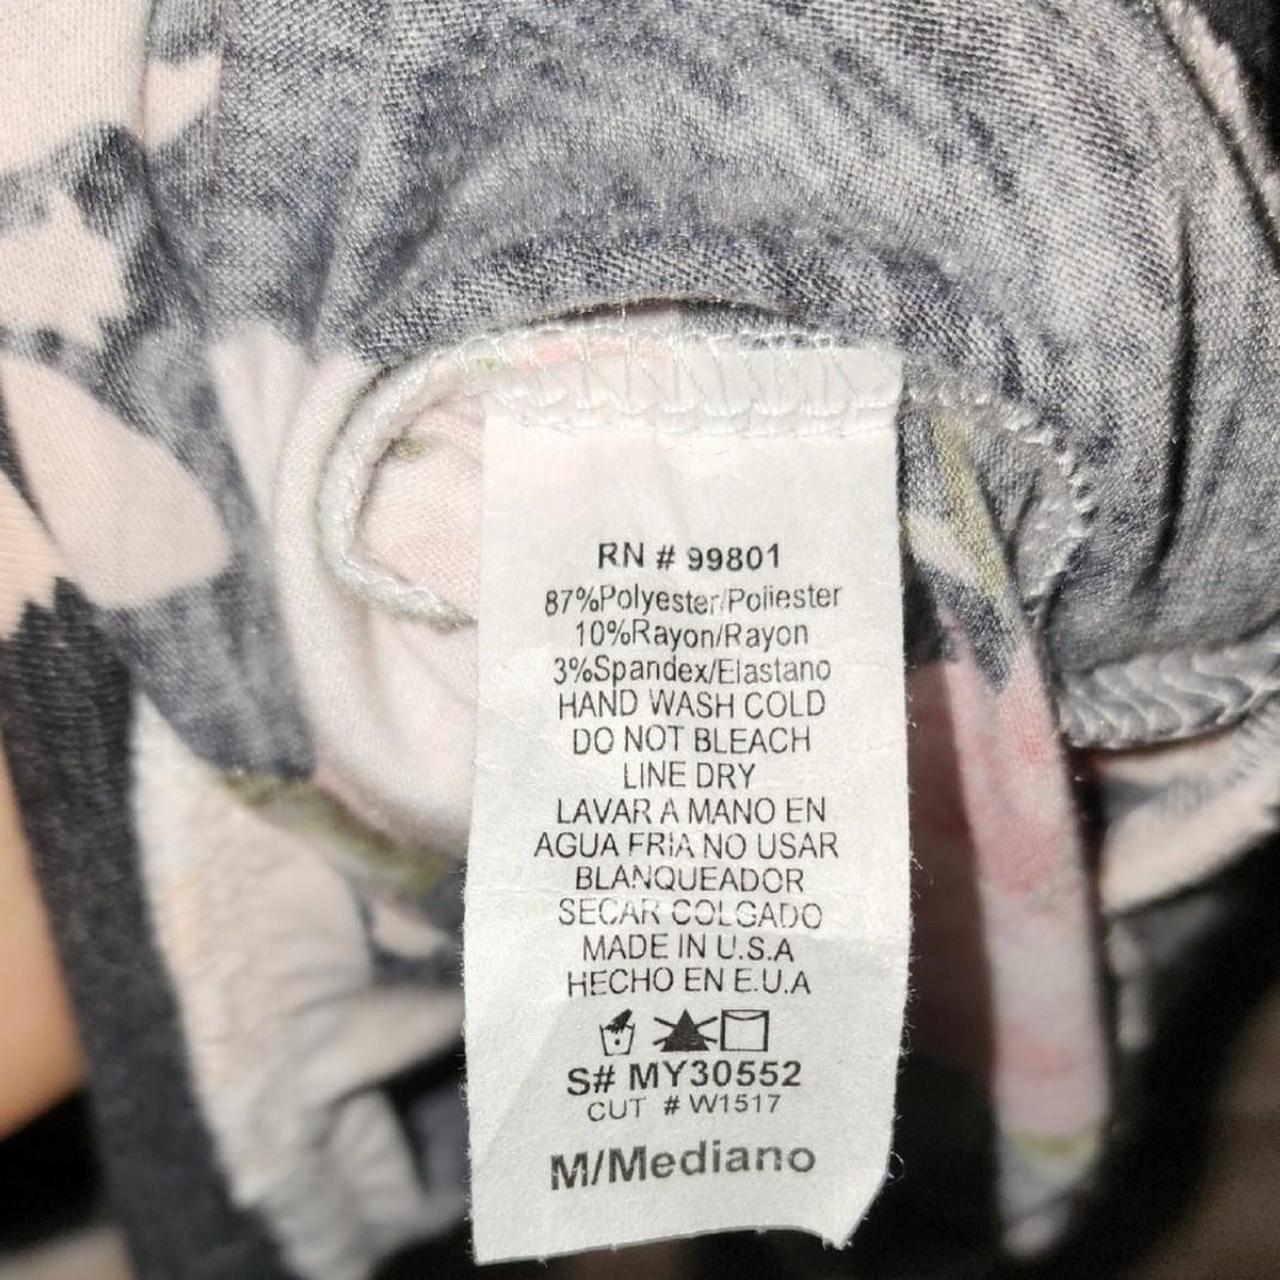 RN # 99801
87%Polyester/Poliester
10%Rayon/Rayon
3%Spandex/Elastano
HAND WASH COLD
DO NOT BLEACH
LINE DRY
LAVAR A MANO EN
AGUA FRIA NO USAR
BLANQUEADOR
SECAR COLGADO
MADE IN U.S.A
HECHO EN E.U.A
S# MY30552
CUT # W1517
M/Mediano